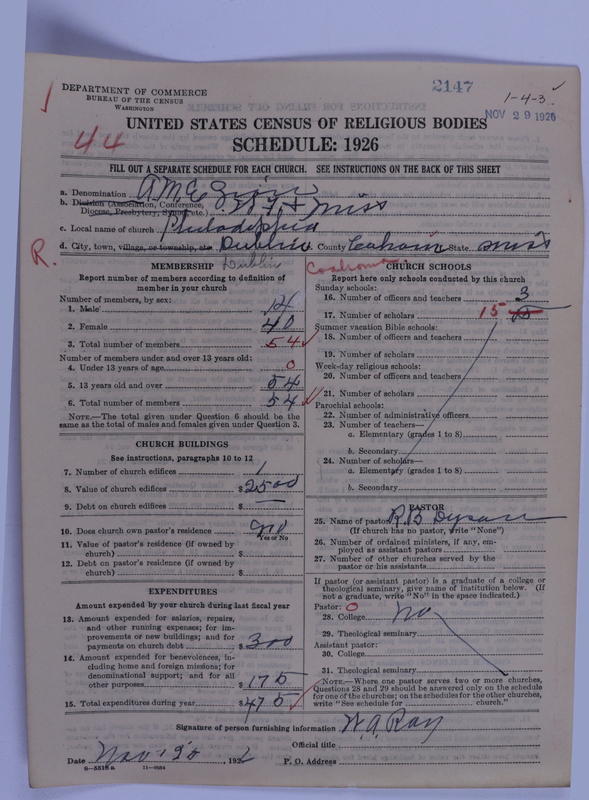 2147
1-4-3
NOV 29 1926
DEPARTMENT OF COMMERCE
BUREAU OF THE CENSUS
WASHINGTON
44
UNITED STATES CENSUS OF RELIGIOUS BODIES
SCHEDULE: 1926
FILL OUT A SEPARATE SCHEDULE FOR EACH CHURCH. SEE INSTRUCTIONS ON THE BACK OF THIS SHEET
a. Denomination A M E Zion
b. Division (Association, Conference, Diocese, Presbytery, Synod, etc.) Miss
c. Local name of church Philadelphia
d. City, town, village, or township, etc. Dublin County State Miss
R.
Dublin
Coahoma
MEMBERSHIP
Report number of members according to definition of
member in your church
Number of members, by sex:
1. Male 14
2. Female 40
3. Total number of members 54
Number of members under and over 13 years old:
4. Under 13 years of age 0
5. 13 years old and over 54
6. Total number of members 54
NOTE.—The total given under Question 6 should be
same as the total of males and females given under Question 3.
CHURCH BUILDINGS
See instructions, paragraphs 10 to 12
7. Number of church edifices 1
8. Value of church edifices $2500
9. Debt on church edifices $
10. Does church own pastor's residence
Yes or No
11. Value of pastor's residence (if owned by
church) $
12. Debt on pastor's residence (if owned by
church) $
EXPENDITURES
Amount expended by your church during last fiscal year
13. Amount expended for salaries, repairs,
and other running expenses; for im-
provements or new buildings; and for
payments on church debt $300
14. Amount expended for benevolences, in-
cluding home and foreign missions; for
denominational support; and for all
other purposes $175
15. Total expenditures during year $475
CHURCH SCHOOLS
Report here only schools conducted by this church
Sunday schools:
16. Number of officers and teachers 3
17. Number of scholars 15
Summer vacation Bible schools:
18. Number of officers and teachers
19. Number of scholars
Week-day religious schools:
20. Number of officers and teachers
21. Number of scholars
Parochial schools:
22. Number of administrative officers
23. Number of teachers—
a. Elementary (grades 1 to 8)
b. Secondary
24. Number of scholars—
a. Elementary (grades 1 to 8)
b. Secondary
PASTOR
25. Name of pastor R B Dyson
(If church has no pastor, write "None")
26. Number of ordained ministers, if any, em-
ployed as assistant pastors
27. Number of other churches served by the
pastor or his assistants
If pastor (or assistant pastor) is a graduate of a college or
theological seminary, give name of institution below. (If
not a graduate, write "No" in the space indicated.)
Pastor: 0
28. College No
29. Theological seminary
Assistant pastor:
30. College
31. Theological seminary
NOTE.—Where one pastor serves two or more churches,
Questions 28 and 29 should be answered only on the schedule
for one of the churches; on the schedules for the other churches,
write "See schedule for church."
Signature of person furnishing information W. A. Ray
Official title
Date Nov 192
P. O. Address